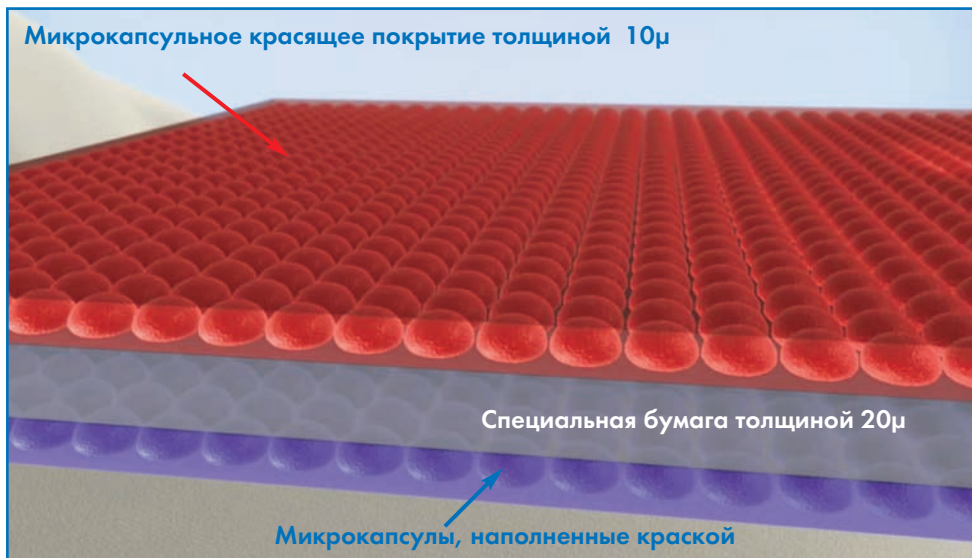 Микрокапсульное красящее покрытие толщиной 10µ
Специальная бумага толщиной 20µ
Микрокапсулы, наполненные краской